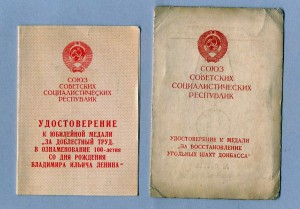 СОЮЗ
СОВЕТСКИХ
СОЦИАЛИСТИЧЕСКИХ
РЕСПУБЛИК
УДОСТОВЕРЕНИЕ
К ЮБИЛЕЙНОЙ МЕДАЛИ
"ЗА ДОБЛЕСТНЫЙ ТРУД.
В ОЗНАМЕНОВАНИЕ 100-летия
СО ДНЯ РОЖДЕНИЯ
ВЛАДИМИРА ИЛЬИЧА ЛЕНИНА"
СОЮЗ
СОВЕТСКИХ
СОЦИАЛИСТИЧЕСКИХ
РЕСПУБЛИК
УДОСТОВЕРЕНИЕ К МЕДАЛИ
"ЗА ВОССТАНОВЛЕНИЕ
УГОЛЬНЫХ ШАХТ ДОНБАССА"